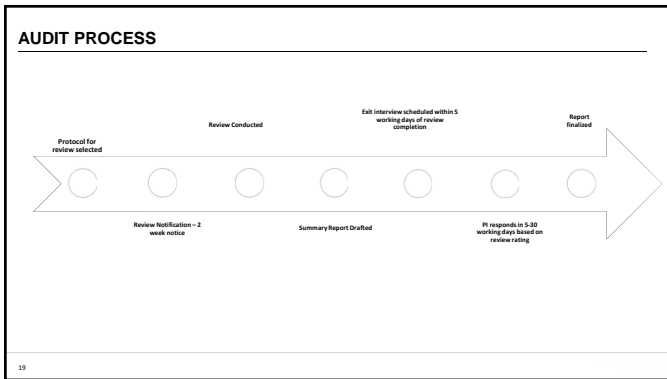 AUDIT PROCESS
Protocol for
review selected
Review Notification – 2
week notice
Review Conducted
Summary Report Drafted
Exit interview scheduled within 5
working days of review
completion
PI responds in 5-30
working days based on
review rating
Report
finalized
19